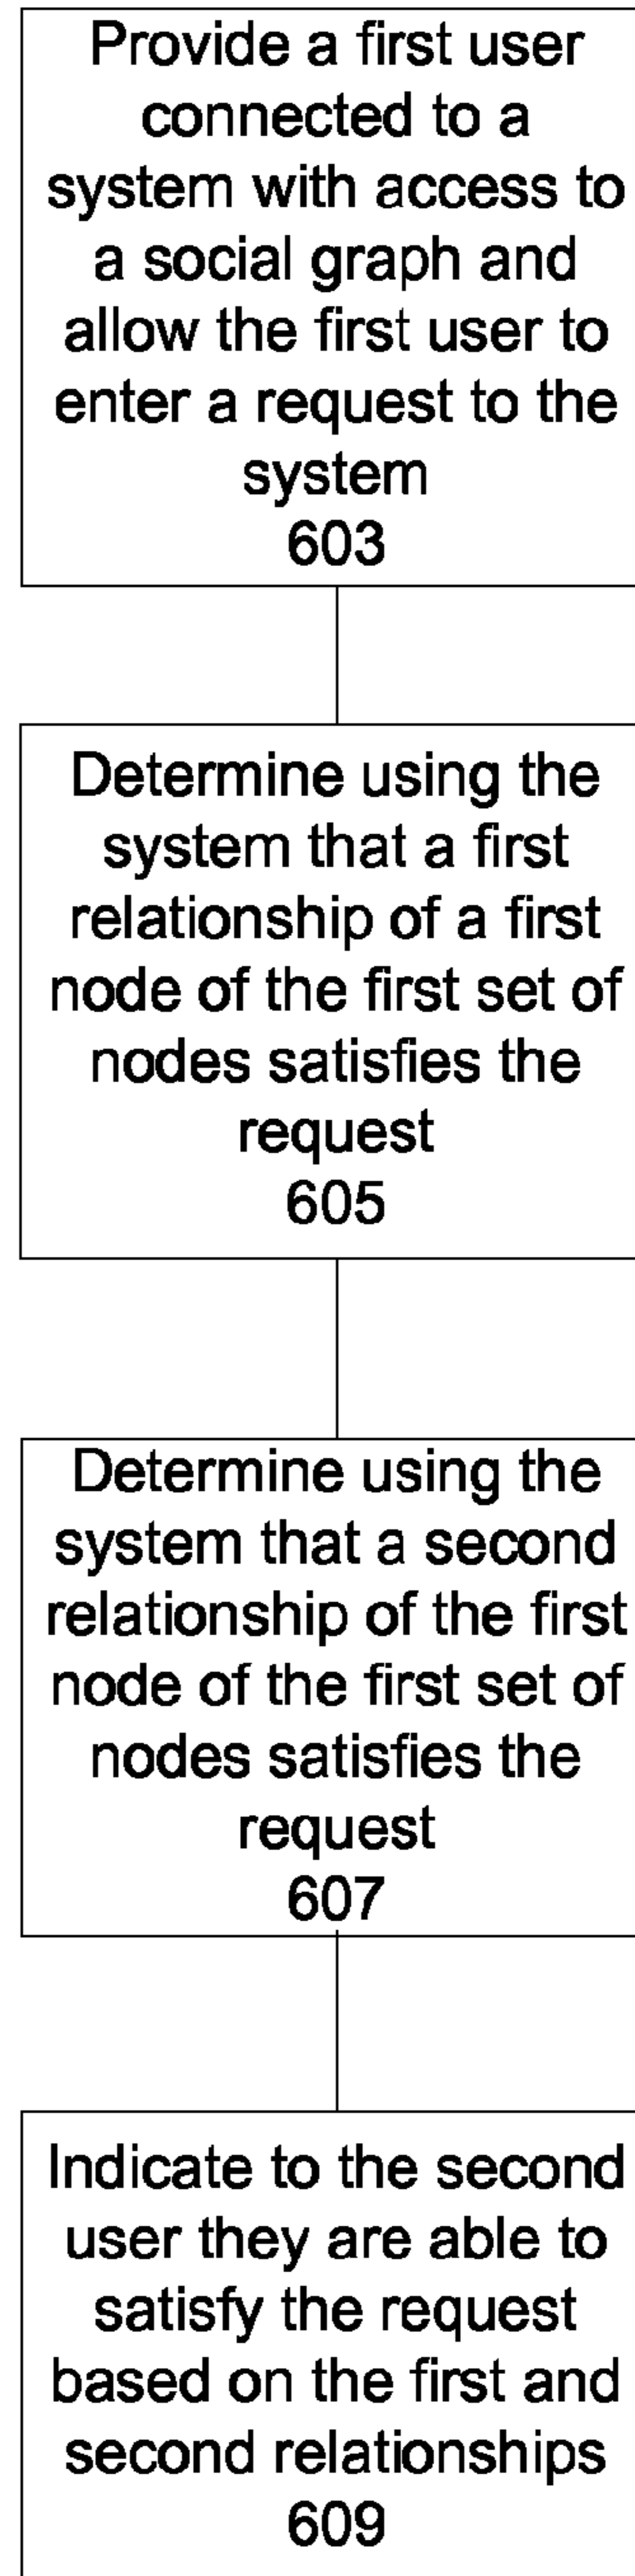 Provide a first user
connected to a
system with access to
a social graph and
allow the first user to
enter a request to the
system
603
Determine using the
system that a first
relationship of a first
node of the first set of
nodes satisfies the
request
605
Determine using the
system that a second
relationship of the first
node of the first set of
nodes satisfies the
request
607
Indicate to the second
user they are able to
satisfy the request
based on the first and
second relationships
609